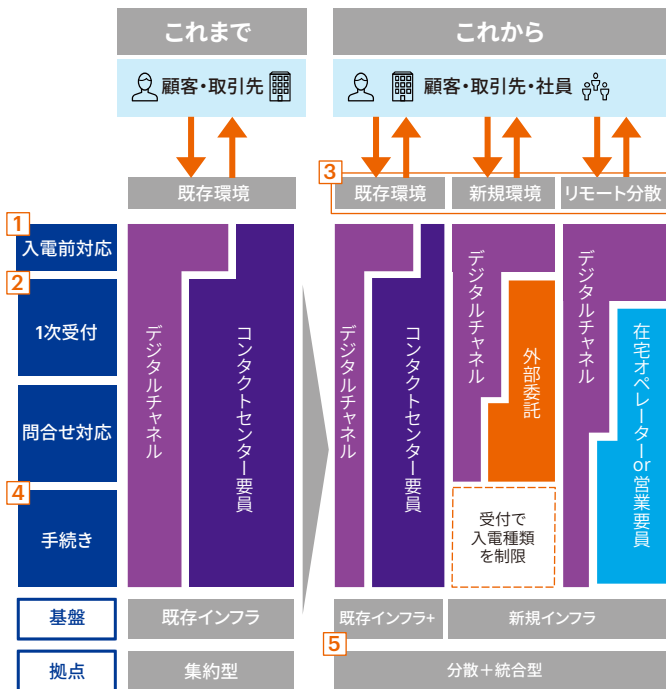 これまで
これから
顧客・取引先
顧客・取引先・社員
3
既存環境
既存環境
新規環境
リモート分散
1
入電前対応
2
1次受付
問合せ対応
4
手続き
デジタルチャネル
コンタクトセンター要員
デジタルチャネル
コンタクトセンター要員
デジタルチャネル
外部委託
受付で
入電種類
を制限
デジタルチャネル
在宅オペレーターor営業要員
基盤
既存インフラ
既存インフラ+
新規インフラ
5
拠点
集約型
分散+統合型